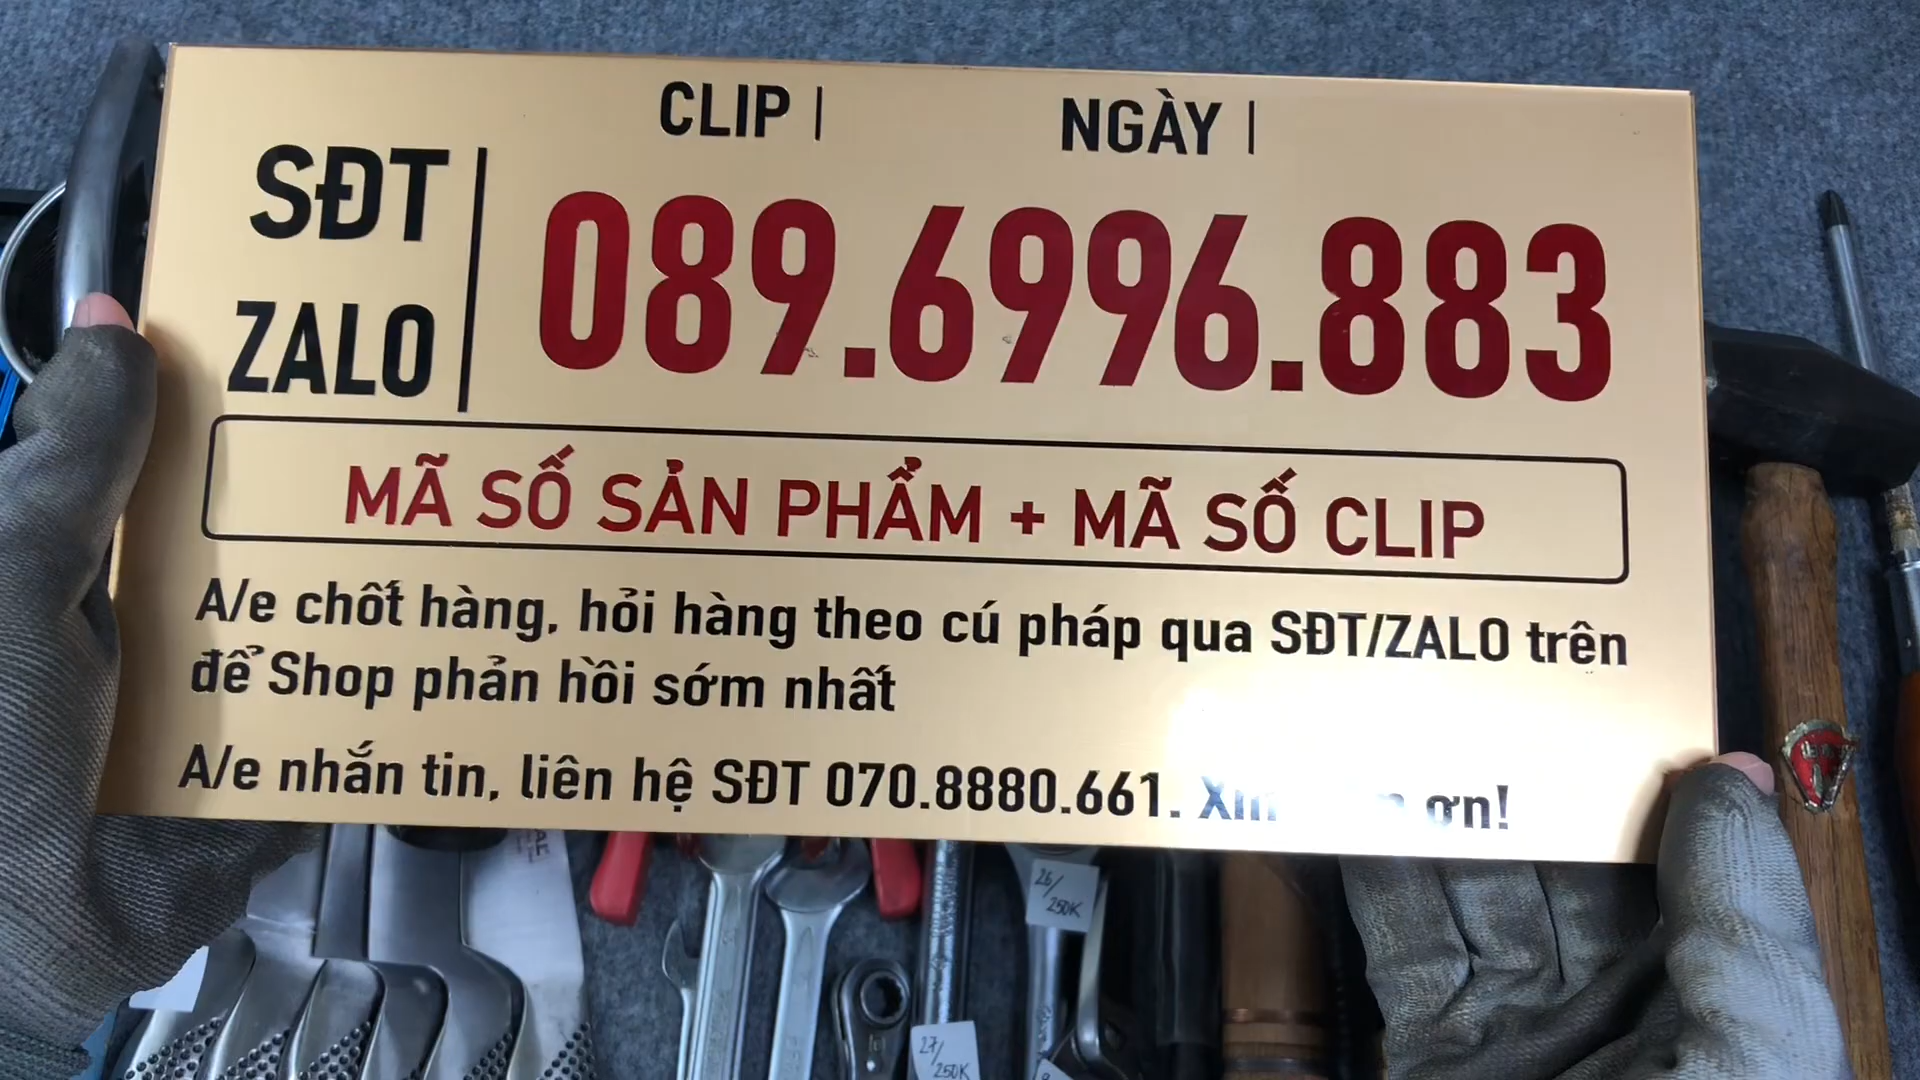 CLIP | NGÀY |
SĐT
ZALO
089.6996.883
MÃ SỐ SẢN PHẨM + MÃ SỐ CLIP
A/e chốt hàng, hỏi hàng theo cú pháp qua SĐT/ZALO trên
để Shop phản hồi sớm nhất
A/e nhắn tin, liên hệ SĐT 070.8880.661. Xin ơn!
26/
250K
27/
250K